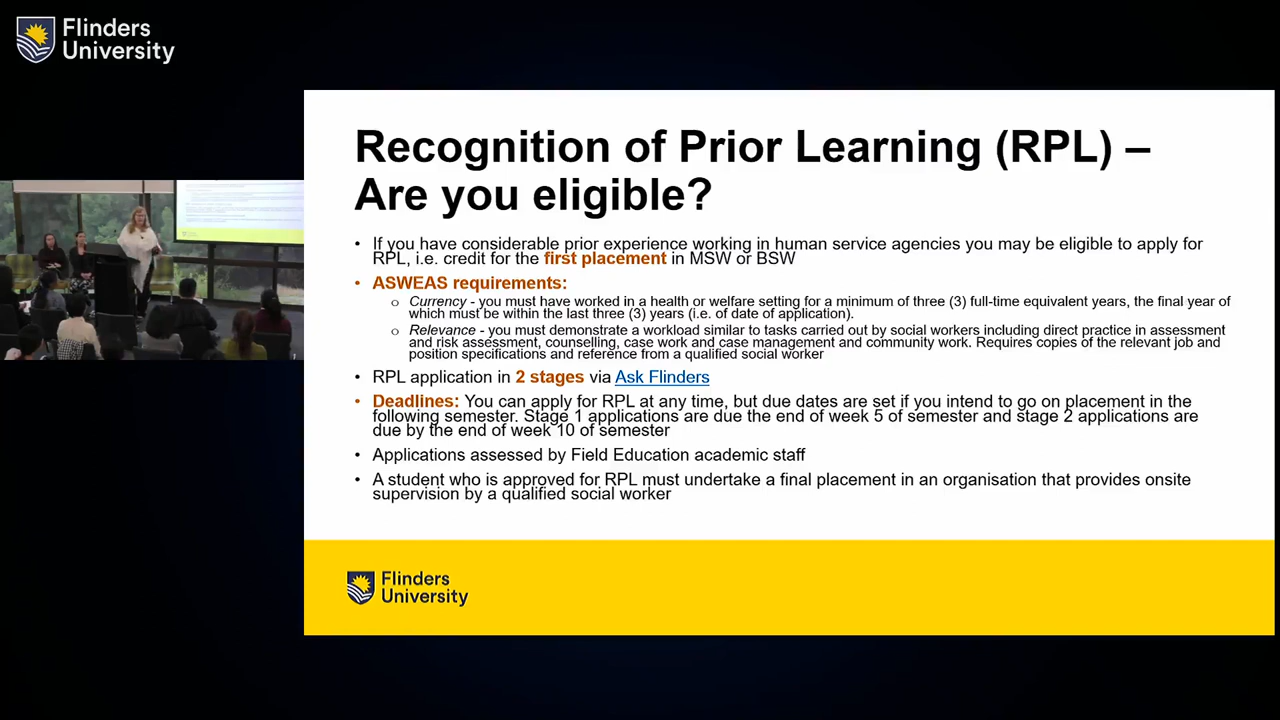 Flinders
University
Recognition of Prior Learning (RPL) –
Are you eligible?
• If you have considerable prior experience working in human service agencies you may be eligible to apply for
RPL, i.e. credit for the first placement in MSW or BSW
• ASWEAS requirements:
o Currency - you must have worked in a health or welfare setting for a minimum of three (3) full-time equivalent years, the final year of
which must be within the last three (3) years (i.e. of date of application).
o Relevance - you must demonstrate a workload similar to tasks carried out by social workers including direct practice in assessment
and risk assessment, counselling, case work and case management and community work. Requires copies of the relevant job and
position specifications and reference from a qualified social worker
• RPL application in 2 stages via Ask Flinders
• Deadlines: You can apply for RPL at any time, but due dates are set if you intend to go on placement in the
following semester. Stage 1 applications are due the end of week 5 of semester and stage 2 applications are
due by the end of week 10 of semester
• Applications assessed by Field Education academic staff
• A student who is approved for RPL must undertake a final placement in an organisation that provides onsite
supervision by a qualified social worker
Flinders
University